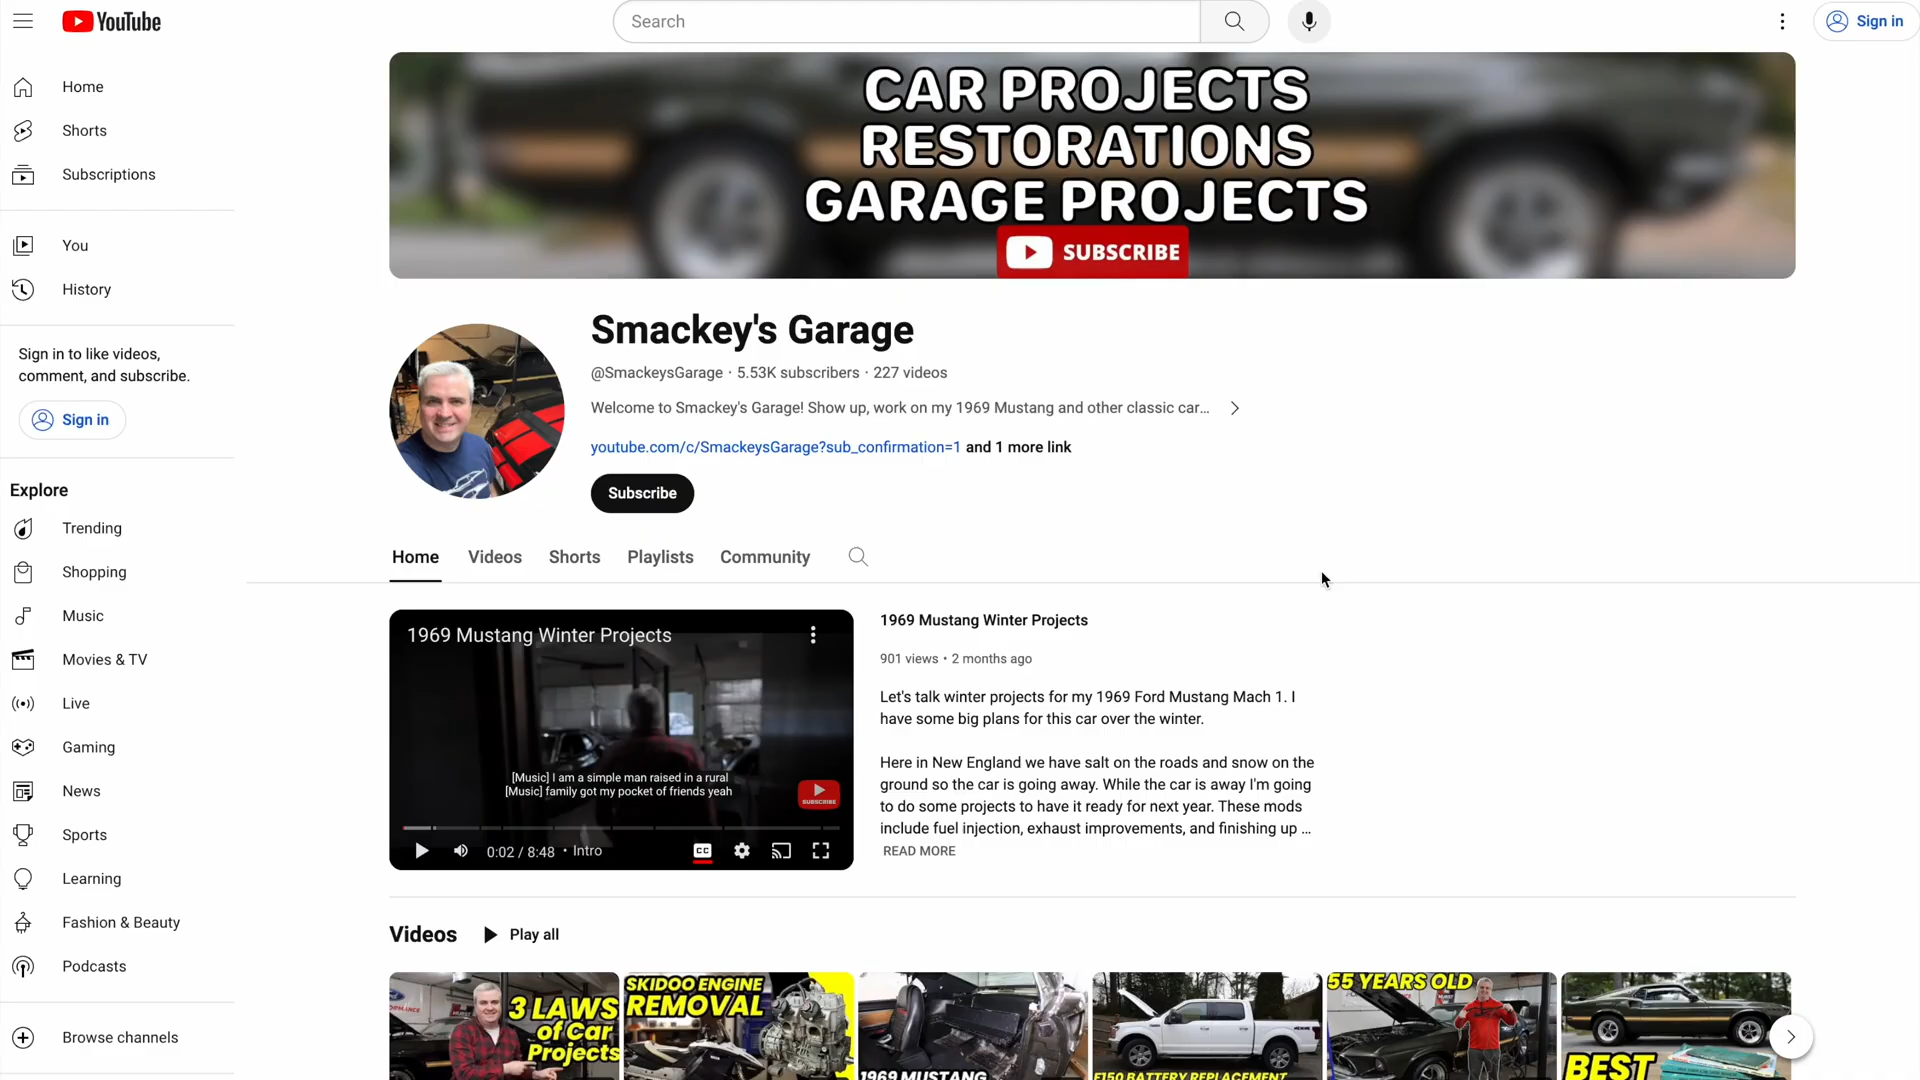 YouTube
Search
Sign in
Home
Shorts
Subscriptions
You
History
Sign in to like videos,
comment, and subscribe.
Sign in
Explore
Trending
Shopping
Music
Movies & TV
Live
Gaming
News
Sports
Learning
Fashion & Beauty
Podcasts
Browse channels
CAR PROJECTS
RESTORATIONS
GARAGE PROJECTS
SUBSCRIBE
Smackey's Garage
@SmackeysGarage · 5.53K subscribers · 227 videos
Welcome to Smackey's Garage! Show up, work on my 1969 Mustang and other classic car...
youtube.com/c/SmackeysGarage?sub_confirmation=1 and 1 more link
Subscribe
Home Videos Shorts Playlists Community
1969 Mustang Winter Projects
[Music] I am a simple man raised in a rural
[Music] family got my pocket of friends yeah
SUBSCRIBE
0:02 / 8:48 • Intro
CC
1969 Mustang Winter Projects
901 views • 2 months ago
Let's talk winter projects for my 1969 Ford Mustang Mach 1. I
have some big plans for this car over the winter.
Here in New England we have salt on the roads and snow on the
ground so the car is going away. While the car is away I'm going
to do some projects to have it ready for next year. These mods
include fuel injection, exhaust improvements, and finishing up ...
READ MORE
Videos Play all
3 LAWS
of Car
Projects
SKIDOO ENGINE
REMOVAL
1969 MUSTANG
F150 BATTERY REPLACEMENT
55 YEARS OLD
BEST